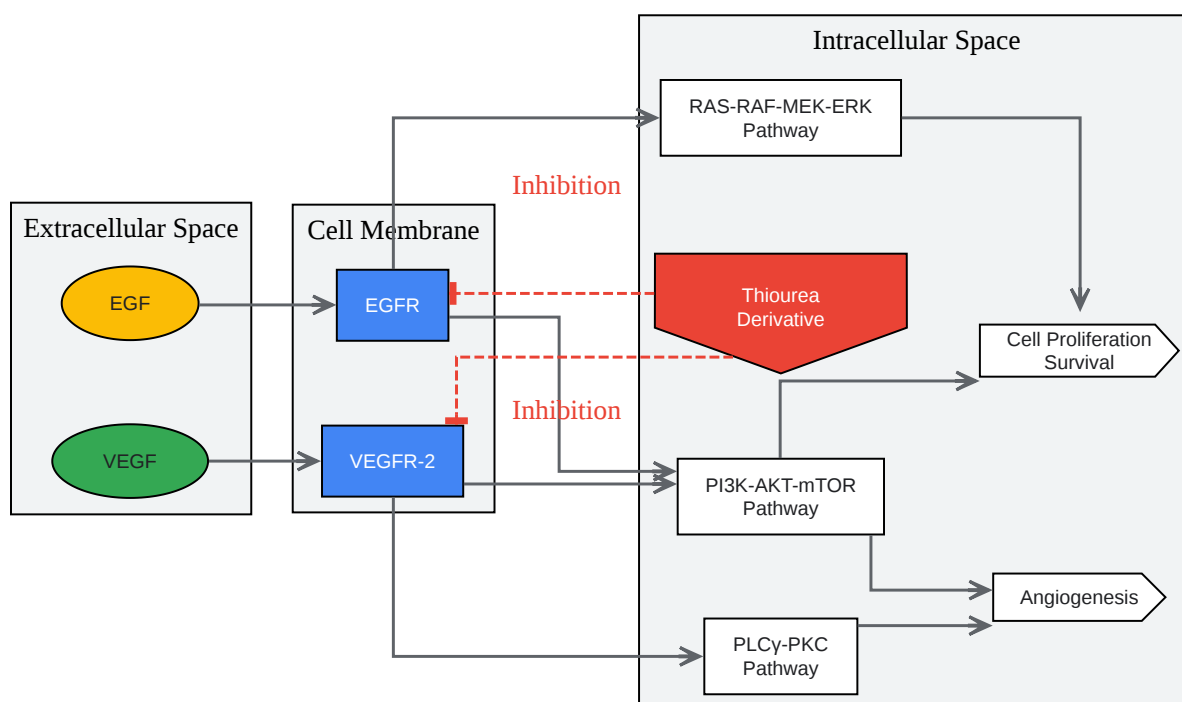 Intracellular Space
RAS-RAF-MEK-ERK
Pathway
Inhibition
Extracellular Space
Cell Membrane
EGF
EGFR
Thiourea
Derivative
Cell Proliferation
Survival
Inhibition
VEGF
VEGFR-2
PI3K-AKT-mTOR
Pathway
Angiogenesis
PLCγ-PKC
Pathway